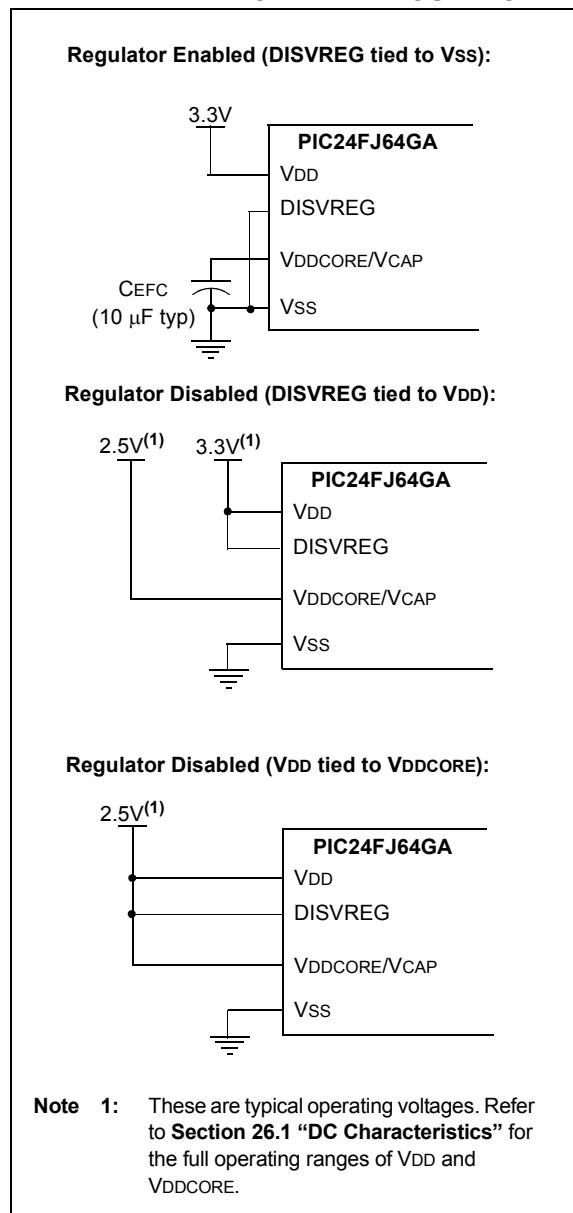 Regulator Enabled (DISVREG tied to VSS):
3.3V
PIC24FJ64GA
VDD
DISVREG
VDDCORE/VCAP
CEFC
(10 μF typ)
VSS
Regulator Disabled (DISVREG tied to VDD):
2.5V(1) 3.3V(1)
PIC24FJ64GA
VDD
DISVREG
VDDCORE/VCAP
VSS
Regulator Disabled (VDD tied to VDDCORE):
2.5V(1)
PIC24FJ64GA
VDD
DISVREG
VDDCORE/VCAP
VSS
Note 1: These are typical operating voltages. Refer
to Section 26.1 “DC Characteristics” for
the full operating ranges of VDD and
VDDCORE.